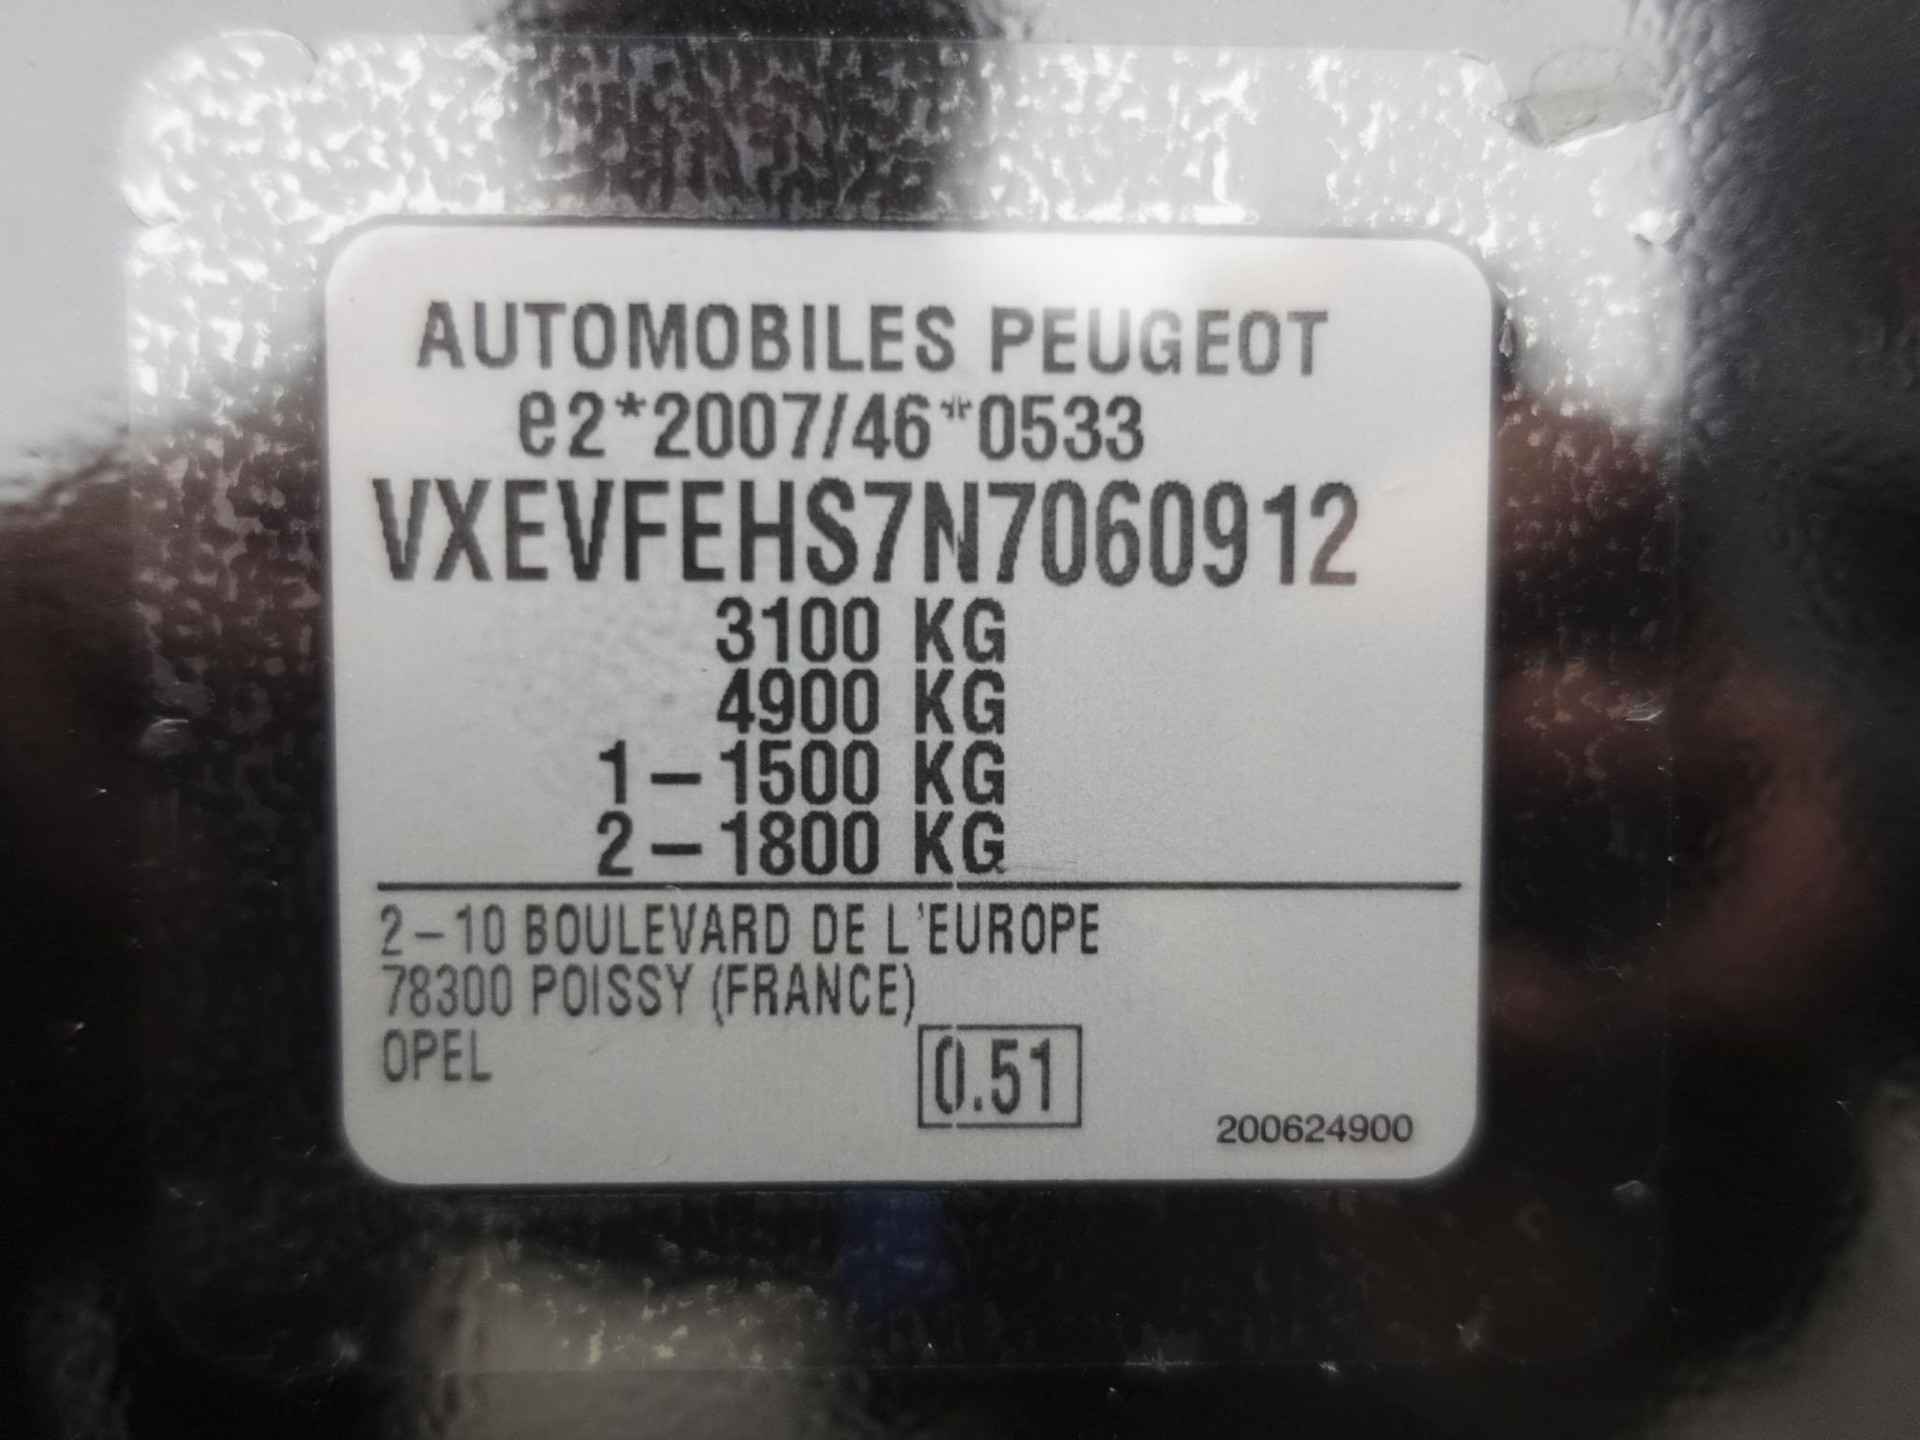 AUTOMOBILES PEUGEOT
e2*2007/46*0533
VXEVFEHS7N7060912
3100 KG
4900 KG
1-1500 KG
2-1800 KG
2-10 BOULEVARD DE L'EUROPE
78300 POISSY (FRANCE)
OPEL
0.51
200624900